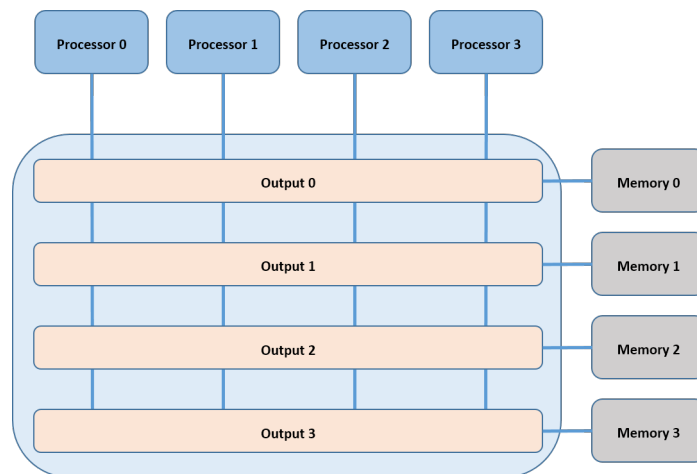 Processor 0
Processor 1
Processor 2
Processor 3
Output 0
Memory 0
Output 1
Memory 1
Output 2
Memory 2
Output 3
Memory 3